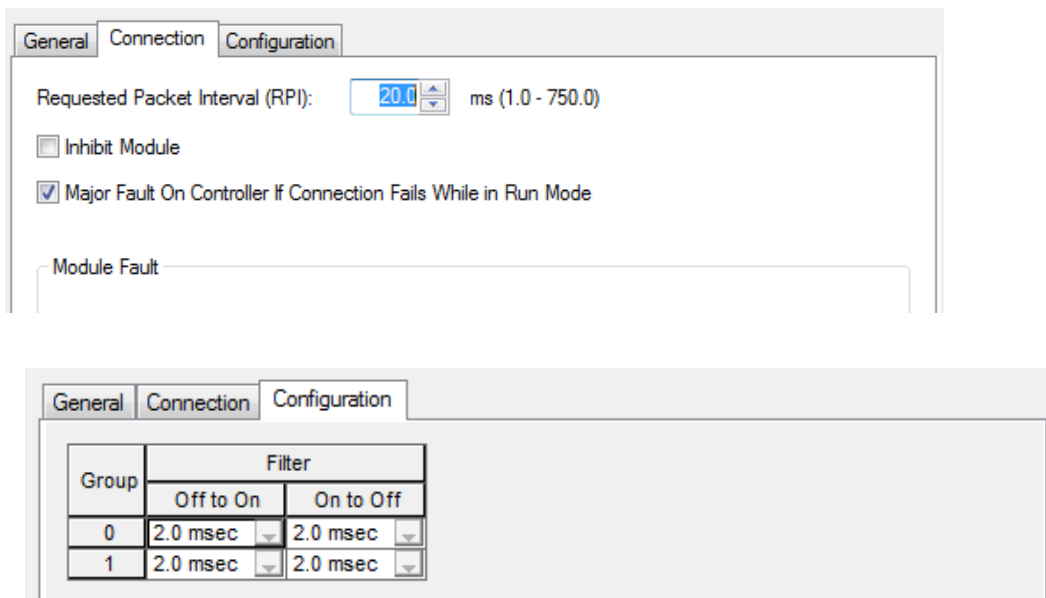 General Connection Configuration
Requested Packet Interval (RPI): 20.0 ms (1.0 - 750.0)
Inhibit Module
Major Fault On Controller If Connection Fails While in Run Mode
Module Fault
General Connection Configuration
Group Filter
Off to On On to Off
0 2.0 msec 2.0 msec
1 2.0 msec 2.0 msec